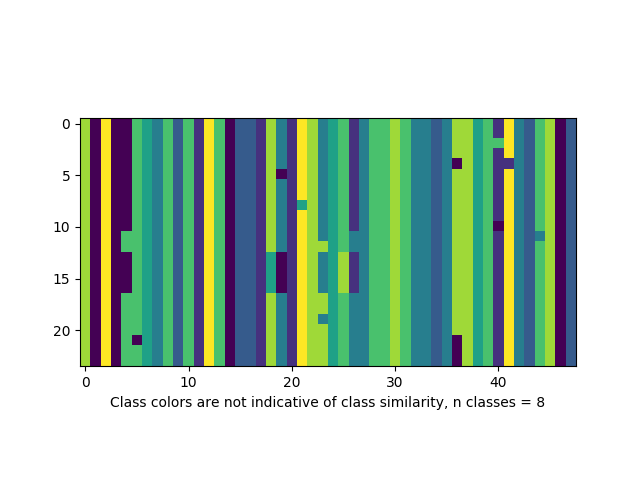 0
5
10
15
20
0 10 20 30 40
Class colors are not indicative of class similarity, n classes = 8